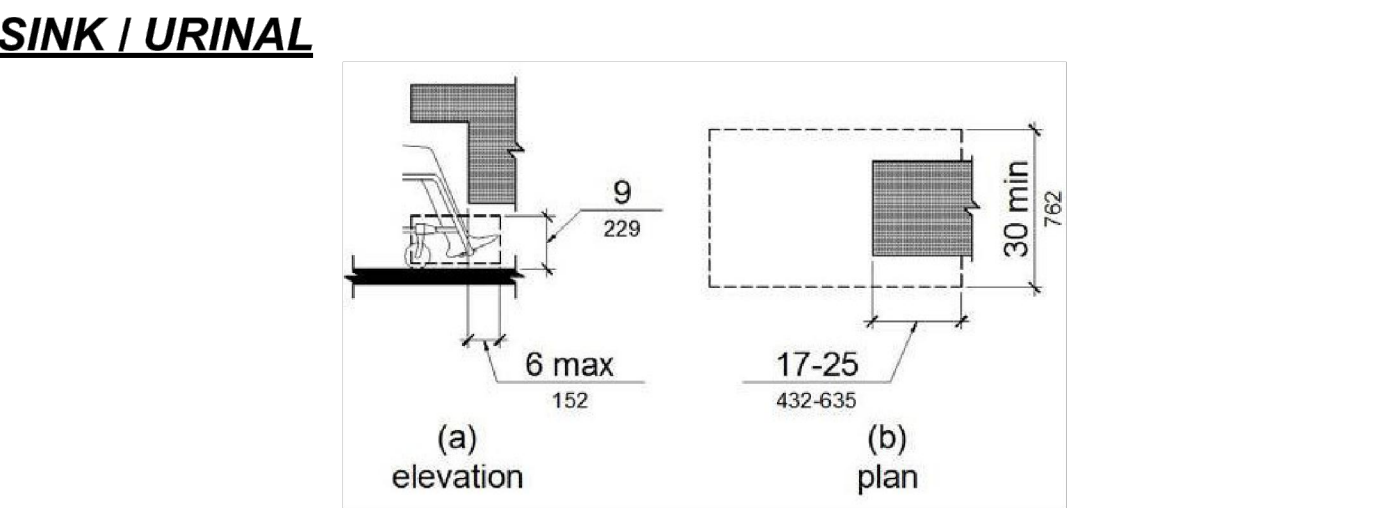 SINK / URINAL
9
229
6 max
152
(a)
elevation
30 min
762
17-25
432-635
(b)
plan